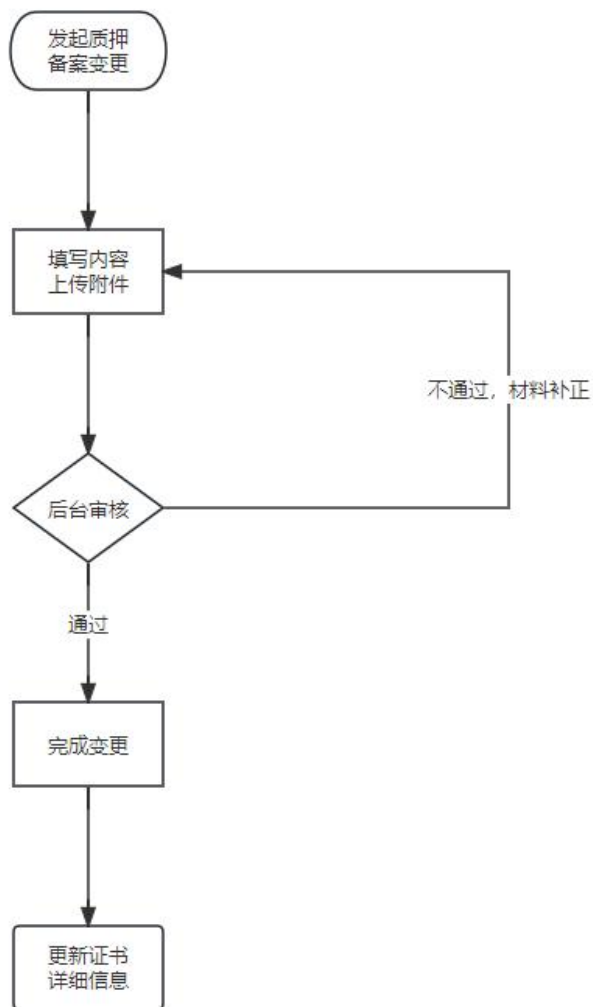 发起质押
备案变更
填写内容
上传附件
不通过，材料补正
后台审核
通过
完成变更
更新证书
详细信息